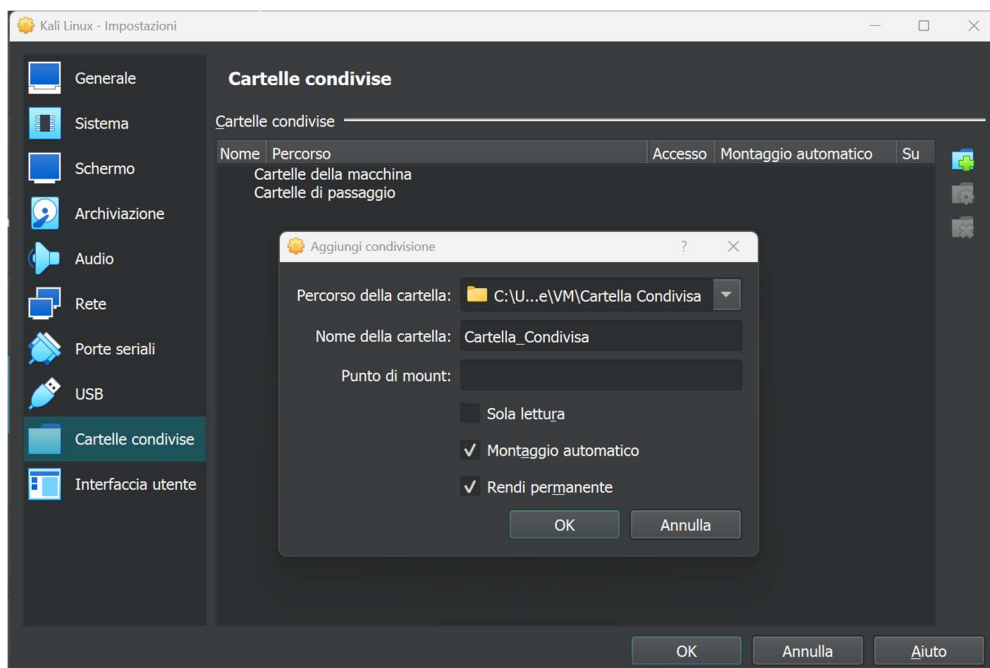 Kali Linux - Impostazioni
Generale
Sistema
Schermo
Archiviazione
Audio
Rete
Porte seriali
USB
Cartelle condivise
Interfaccia utente
Cartelle condivise
Cartelle condivise
Nome Percorso Accesso Montaggio automatico Su
Cartelle della macchina
Cartelle di passaggio
Aggiungi condivisione ?
Percorso della cartella: C:\U...e\VM\Cartella Condivisa
Nome della cartella: Cartella_Condivisa
Punto di mount:
Sola lettura
Montaggio automatico
Rendi permanente
OK Annulla
OK Annulla Aiuto